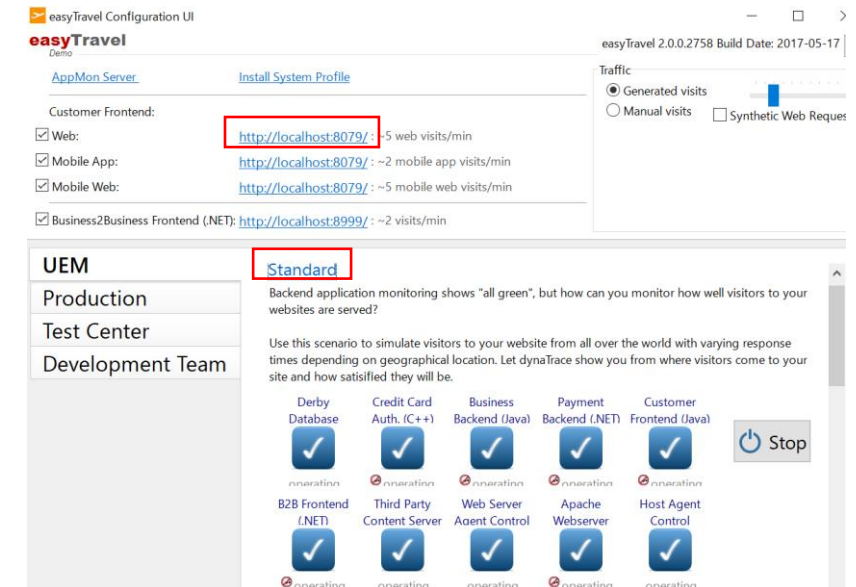 easyTravel Configuration UI
easyTravel
Demo
easyTravel 2.0.0.2758 Build Date: 2017-05-17
AppMon Server
Install System Profile
Traffic
Generated visits
Manual visits
Synthetic Web Reques
Customer Frontend:
Web:
http://localhost:8079/ : ~5 web visits/min
Mobile App:
http://localhost:8079/ : ~2 mobile app visits/min
Mobile Web:
http://localhost:8079/ : ~5 mobile web visits/min
Business2Business Frontend (.NET): http://localhost:8999/ : ~2 visits/min
UEM
Production
Test Center
Development Team
Standard
Backend application monitoring shows "all green", but how can you monitor how well visitors to your
websites are served?
Use this scenario to simulate visitors to your website from all over the world with varying response
times depending on geographical location. Let dynaTrace show you from where visitors come to your
site and how satisified they will be.
Derby Database
Credit Card Auth. (C++)
Business Backend (Java)
Payment Backend (.NET)
Customer Frontend (Java)
operating
operating
operating
operating
operating
Stop
B2B Frontend (.NET)
Third Party Content Server
Web Server Agent Control
Apache Webserver
Host Agent Control
operating
operating
operating
operating
operating